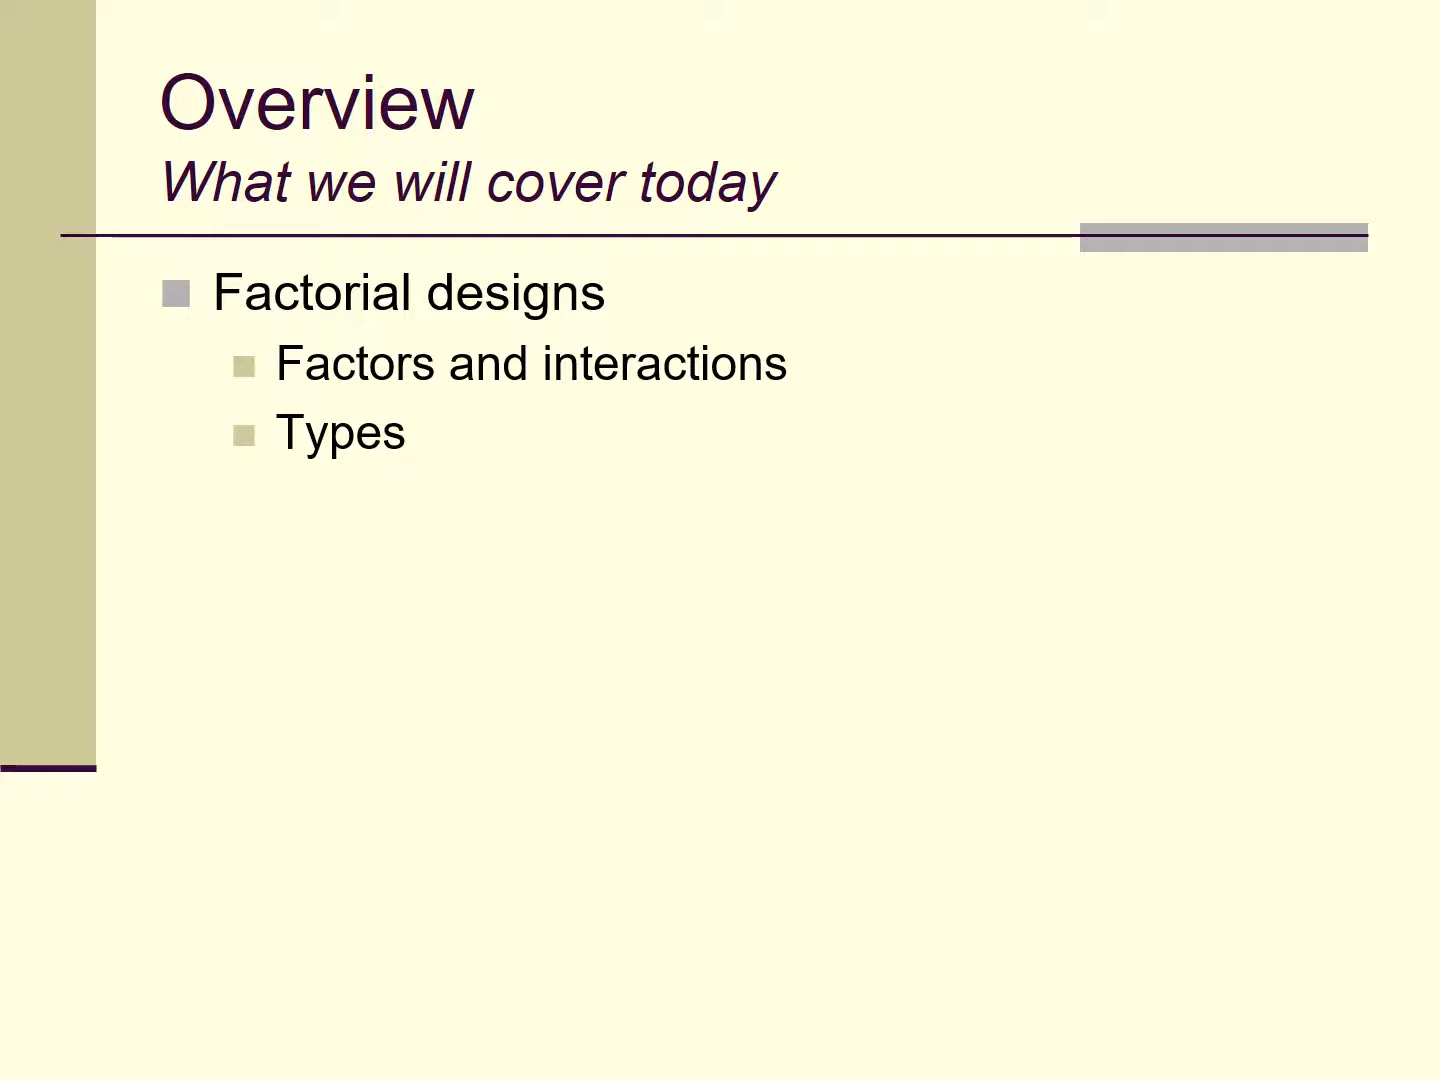 Overview
What we will cover today
Factorial designs
Factors and interactions
Types